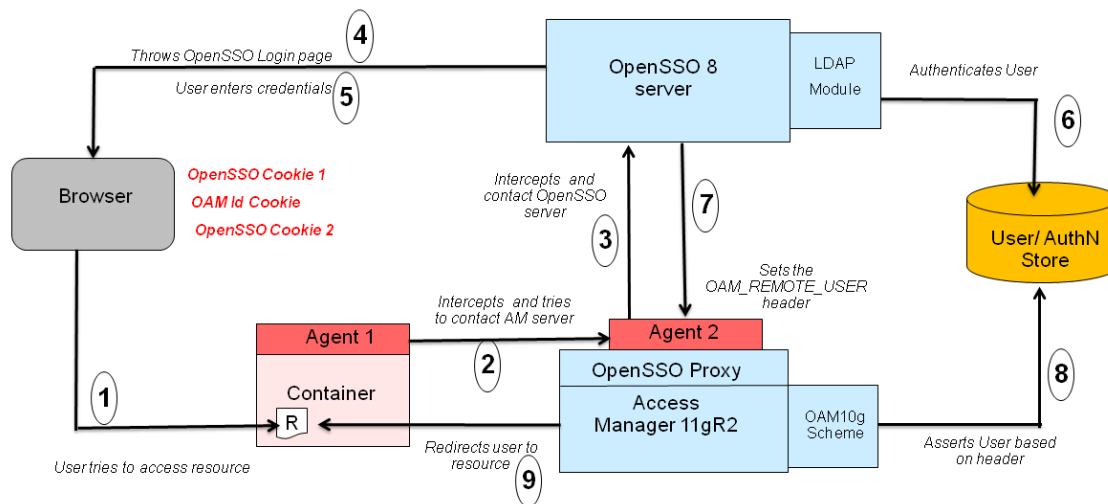 4
Throws OpenSSO Login page
User enters credentials
5
OpenSSO 8
server
LDAP
Module
Authenticates User
6
Browser
OpenSSO Cookie 1
OAM Id Cookie
OpenSSO Cookie 2
Intercepts and
contact OpenSSO
server
3
7
User/ AuthN
Store
Sets the
OAM_REMOTE_USER
header
Intercepts and tries
to contact AM server
2
Agent 1
Agent 2
OpenSSO Proxy
Container
R
1
Access
Manager 11gR2
OAM10g
Scheme
8
User tries to access resource
Redirects user to
resource
9
Asserts User based
on header